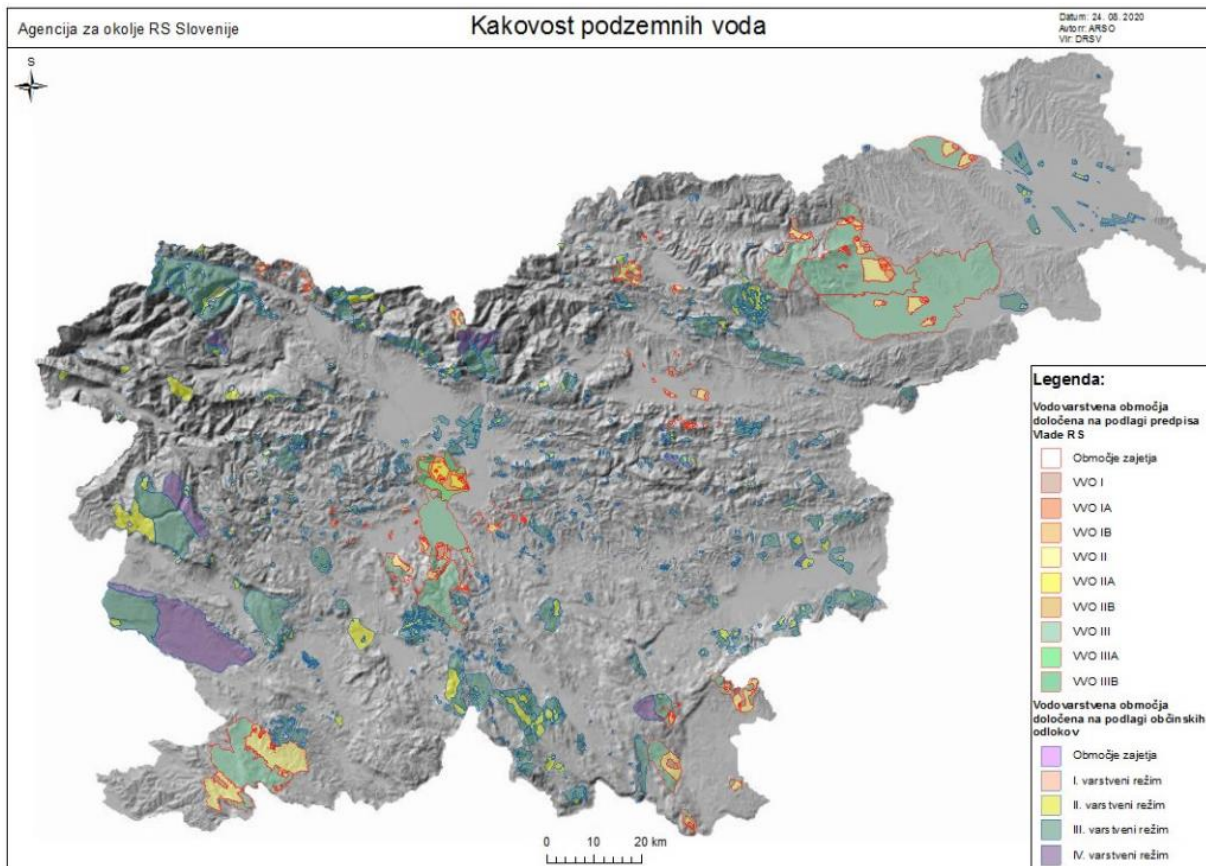 Agencija za okolje RS Slovenije
Kakovost podzemnih voda
Datum: 24. 08. 2020
Avtorr: ARSO
Vir: DRSV
S
Legenda:
Vodovarstvena območja
določena na podlagi predpisa
Vlade RS
Območje zajetja
VVO I
VVO IA
VVO IB
VVO II
VVO IIA
VVO IIB
VVO III
VVO IIIA
VVO IIIB
Vodovarstvena območja
določena na podlagi občinskih
odlokov
Območje zajetja
I. varstveni režim
II. varstveni režim
III. varstveni režim
IV. varstveni režim
0 10 20 km